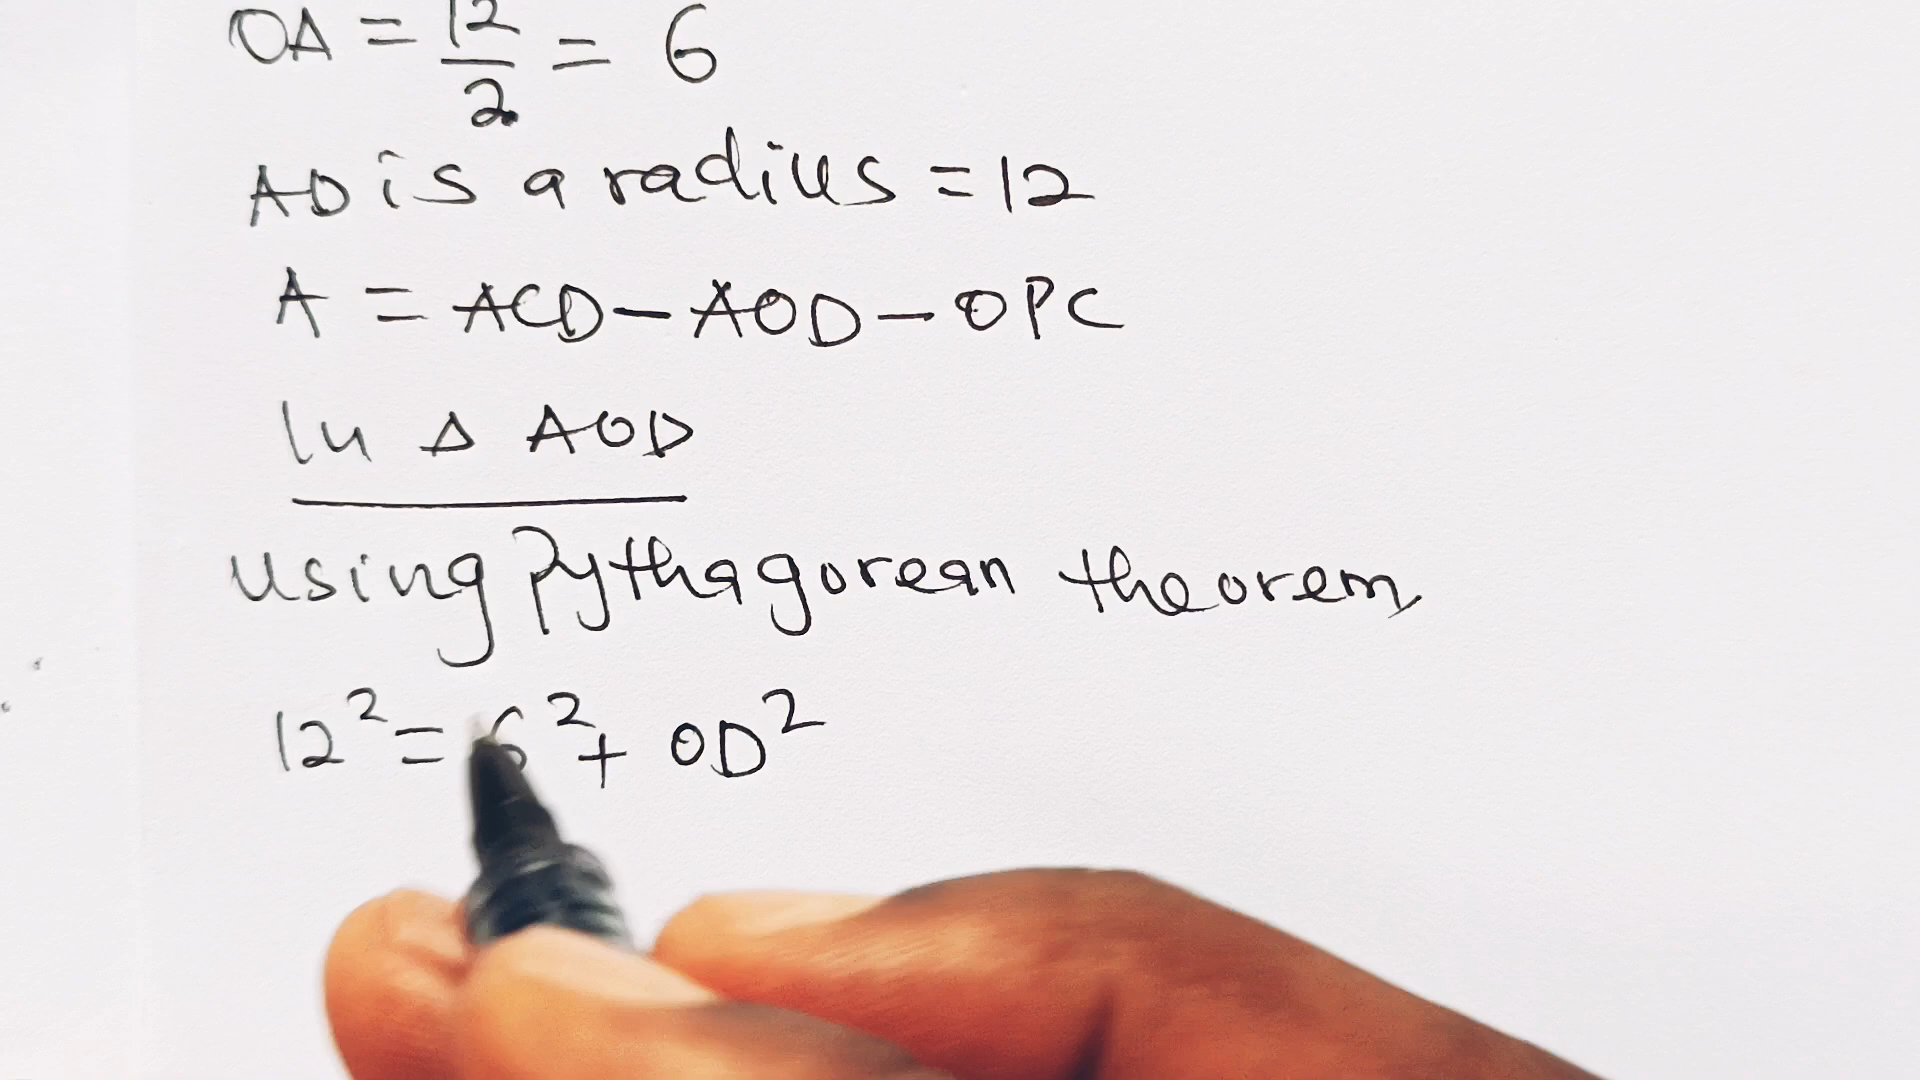 OA = 12/2 = 6
AD is a radius = 12
A = ACD - AOD - OPC
In Δ AOD
using Pythagorean theorem,
12² = 6² + OD²